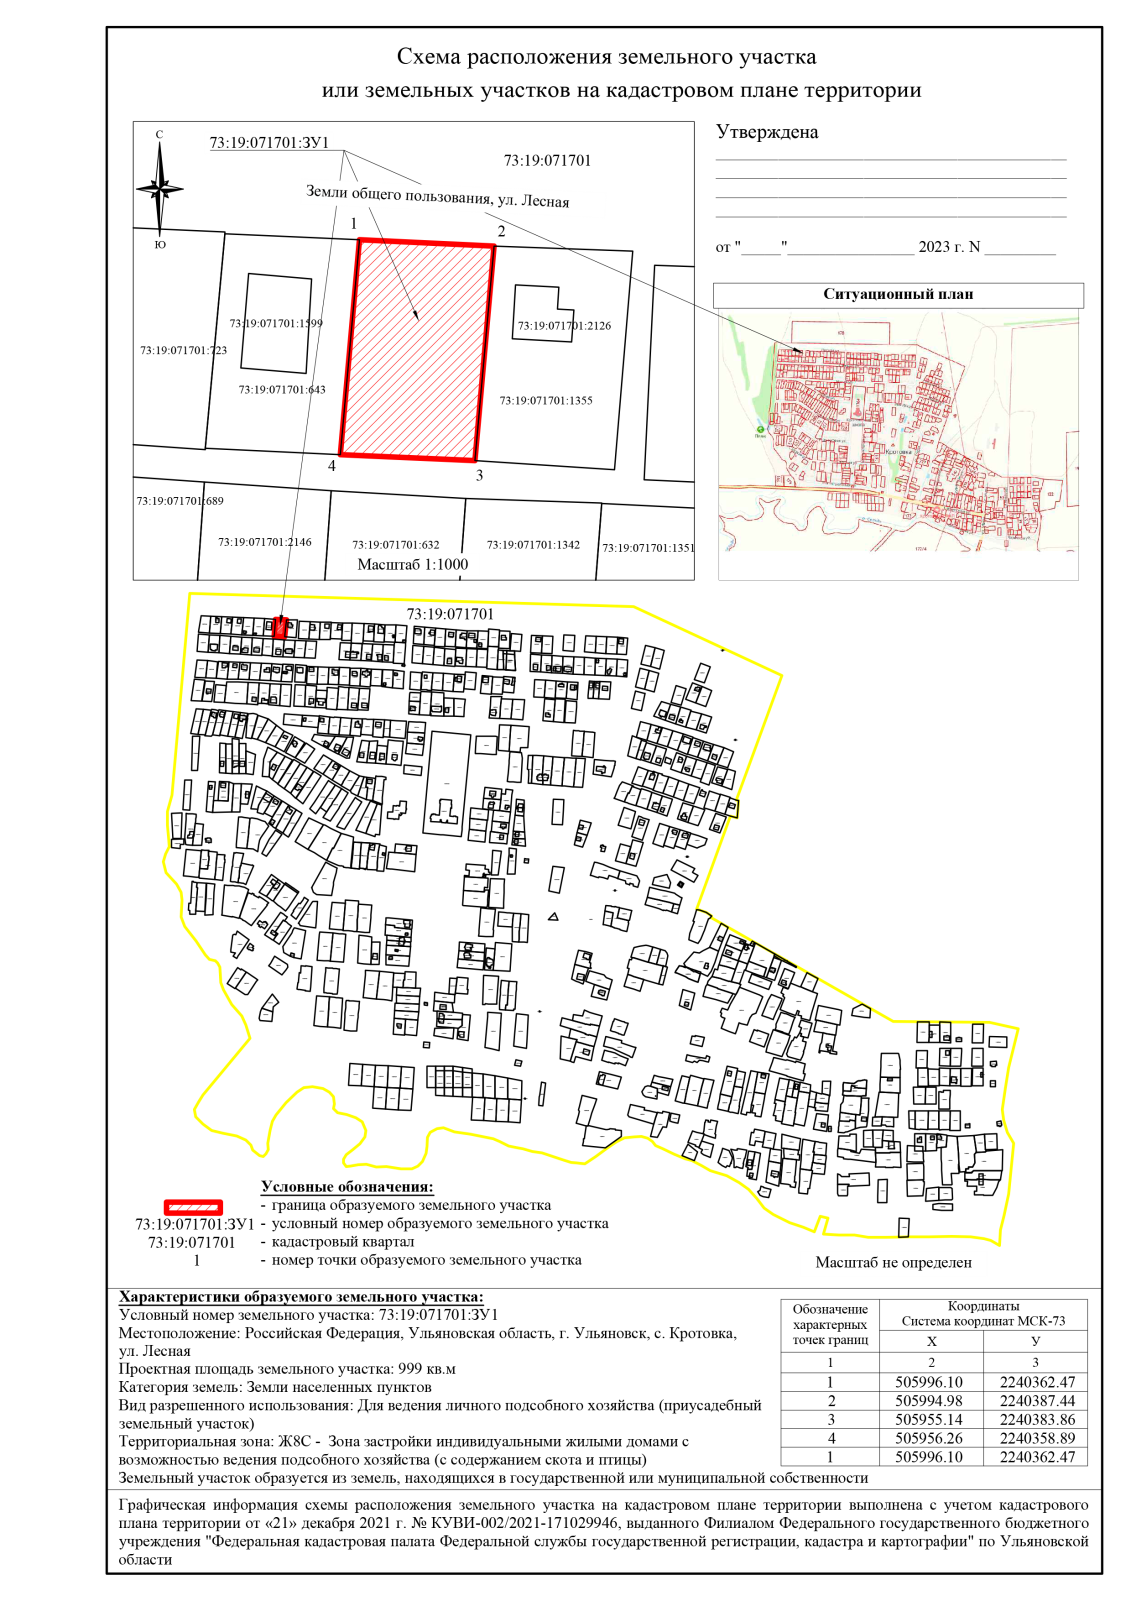 Схема расположения земельного участка
или земельных участков на кадастровом плане территории
С
Ю
73:19:071701:ЗУ1
73:19:071701
Земли общего пользования, ул. Лесная
1
2
3
4
73:19:071701:1599
73:19:071701:723
73:19:071701:643
73:19:071701:2126
73:19:071701:1355
73:19:071701:689
73:19:071701:2146
73:19:071701:632
73:19:071701:1342
73:19:071701:1351
Масштаб 1:1000
Утверждена
от "_____"________________ 2023 г. N _________
Ситуационный план
Кротовка
73:19:071701
Условные обозначения:
- граница образуемого земельного участка
73:19:071701:ЗУ1 - условный номер образуемого земельного участка
73:19:071701 - кадастровый квартал
1 - номер точки образуемого земельного участка
Масштаб не определен
Характеристики образуемого земельного участка:
Условный номер земельного участка: 73:19:071701:ЗУ1
Местоположение: Российская Федерация, Ульяновская область, г. Ульяновск, с. Кротовка,
ул. Лесная
Проектная площадь земельного участка: 999 кв.м
Категория земель: Земли населенных пунктов
Вид разрешенного использования: Для ведения личного подсобного хозяйства (приусадебный
земельный участок)
Территориальная зона: Ж8С - Зона застройки индивидуальными жилыми домами с
возможностью ведения подсобного хозяйства (с содержанием скота и птицы)
Земельный участок образуется из земель, находящихся в государственной или муниципальной собственности
Обозначение
характерных
точек границ
Координаты
Система координат МСК-73
Х У
1 2 3
1 505996.10 2240362.47
2 505994.98 2240387.44
3 505955.14 2240383.86
4 505956.26 2240358.89
1 505996.10 2240362.47
Графическая информация схемы расположения земельного участка на кадастровом плане территории выполнена с учетом кадастрового
плана территории от «21» декабря 2021 г. № КУВИ-002/2021-171029946, выданного Филиалом Федерального государственного бюджетного
учреждения "Федеральная кадастровая палата Федеральной службы государственной регистрации, кадастра и картографии" по Ульяновской
области